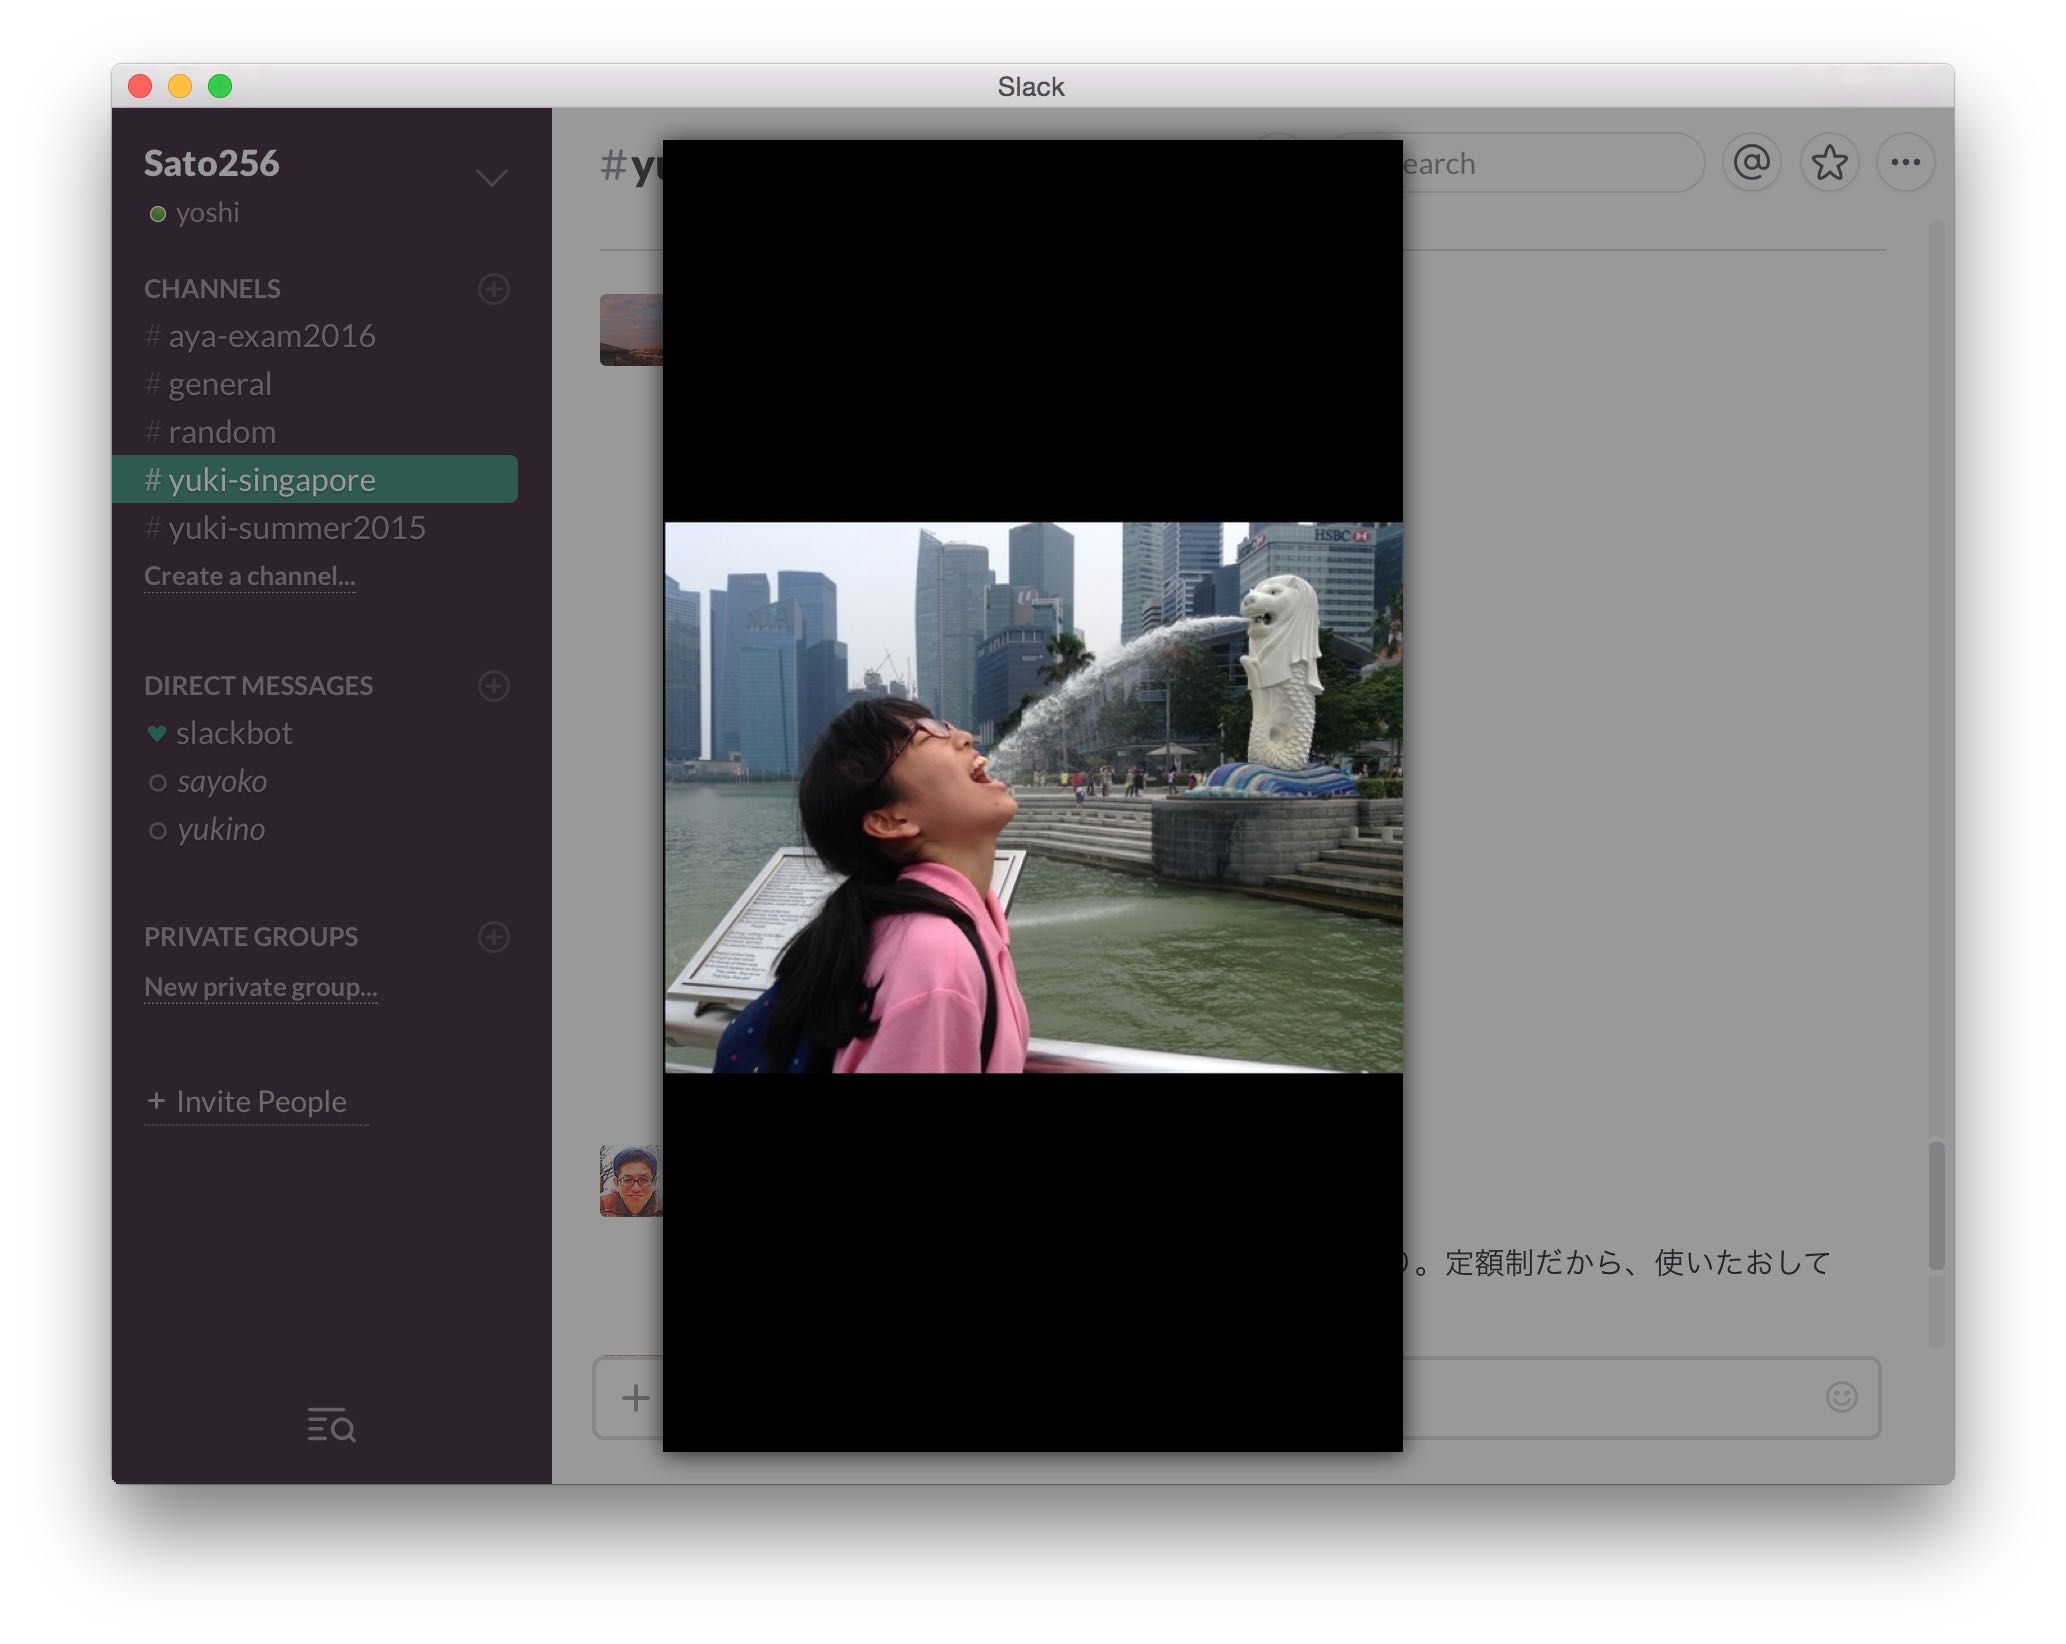 Slack
Sato256
yoshi
CHANNELS
# aya-exam2016
# general
# random
# yuki-singapore
# yuki-summer2015
Create a channel...
DIRECT MESSAGES
slackbot
sayoko
yukino
PRIVATE GROUPS
New private group...
+ Invite People
#yu
earch
HSBC
。定額制だから、使いたおして